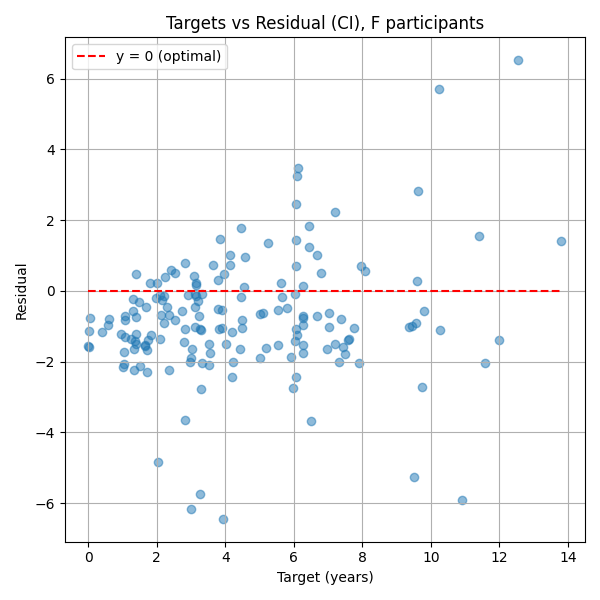 Targets vs Residual (CI), F participants
y = 0 (optimal)
6
4
2
0
−2
−4
−6
Residual
0 2 4 6 8 10 12 14
Target (years)